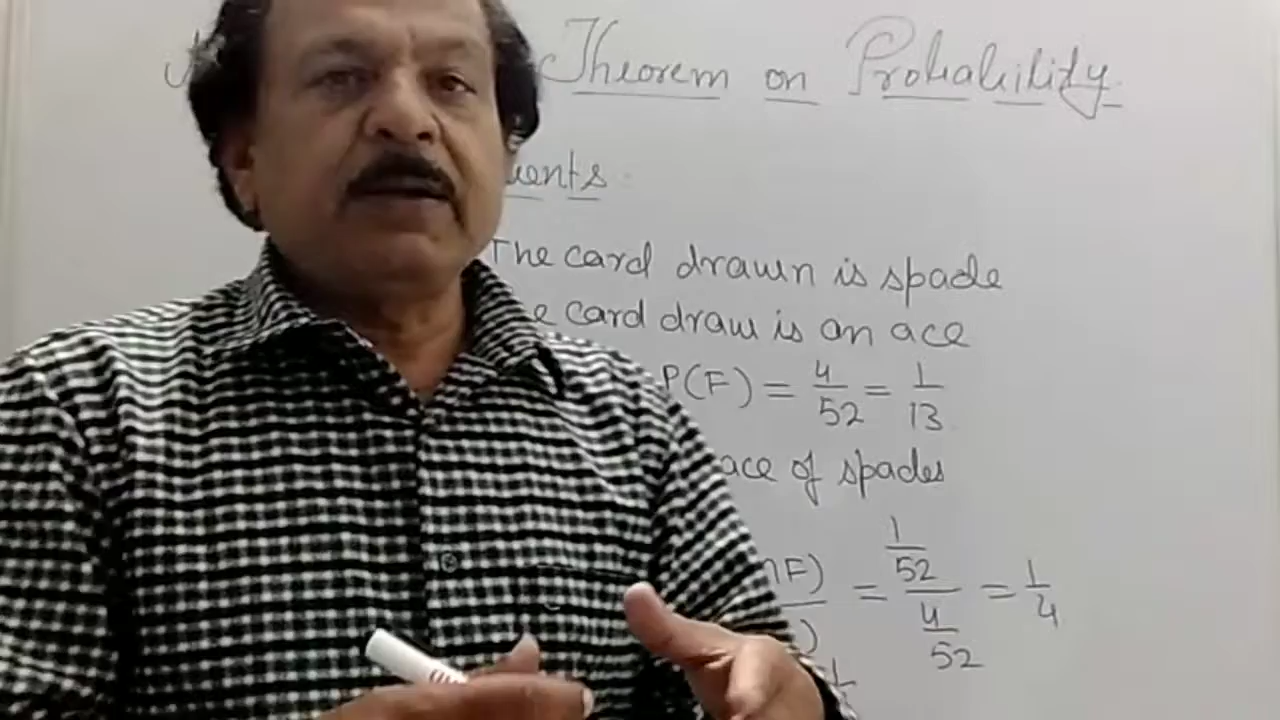 Theorem on Probability
The card drawn is spade
card draw is an ace
P(F) = 4/52 = 1/13
ace of spades
F) = 1/52 / 4/52 = 1/4